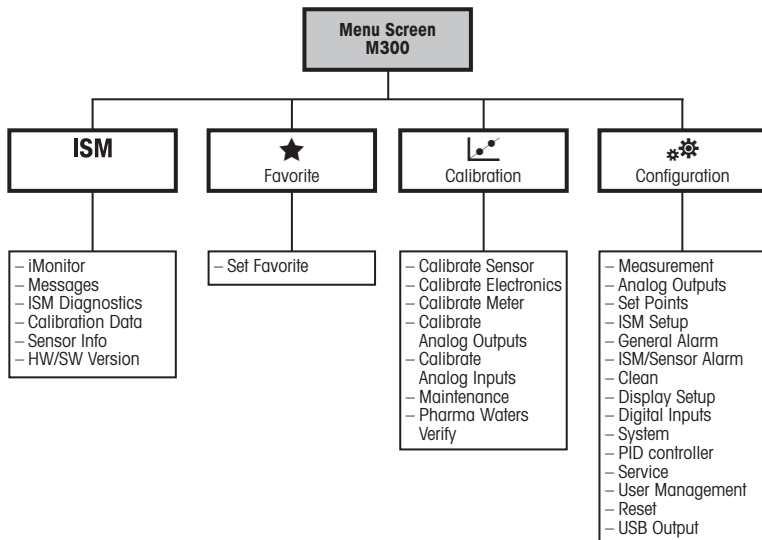 Menu Screen
M300
ISM
Favorite
Calibration
Configuration
– iMonitor
– Messages
– ISM Diagnostics
– Calibration Data
– Sensor Info
– HW/SW Version
– Set Favorite
– Calibrate Sensor
– Calibrate Electronics
– Calibrate Meter
– Calibrate
Analog Outputs
– Calibrate
Analog Inputs
– Maintenance
– Pharma Waters
Verify
– Measurement
– Analog Outputs
– Set Points
– ISM Setup
– General Alarm
– ISM/Sensor Alarm
– Clean
– Display Setup
– Digital Inputs
– System
– PID controller
– Service
– User Management
– Reset
– USB Output